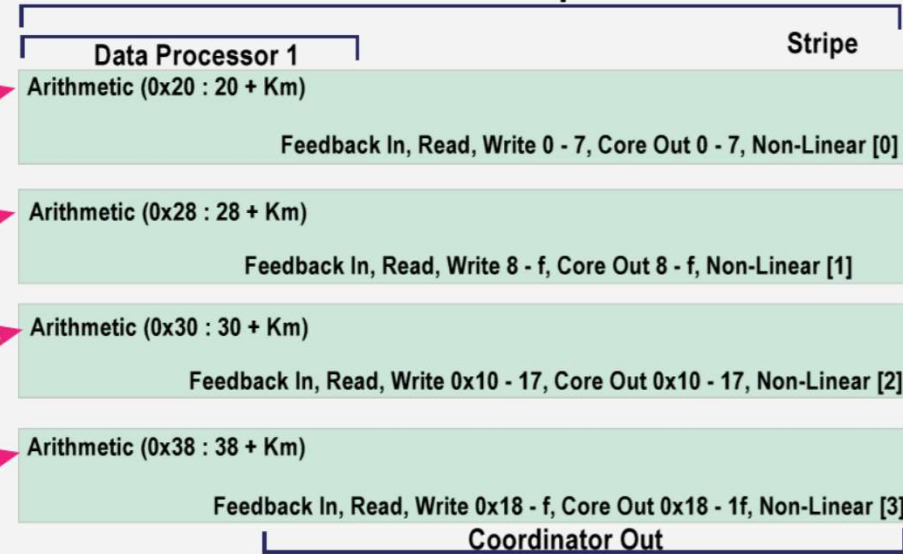 Data Processor 1
Stripe
Arithmetic (0x20 : 20 + Km)
Feedback In, Read, Write 0 - 7, Core Out 0 - 7, Non-Linear [0]
Arithmetic (0x28 : 28 + Km)
Feedback In, Read, Write 8 - f, Core Out 8 - f, Non-Linear [1]
Arithmetic (0x30 : 30 + Km)
Feedback In, Read, Write 0x10 - 17, Core Out 0x10 - 17, Non-Linear [2]
Arithmetic (0x38 : 38 + Km)
Feedback In, Read, Write 0x18 - f, Core Out 0x18 - 1f, Non-Linear [3]
Coordinator Out